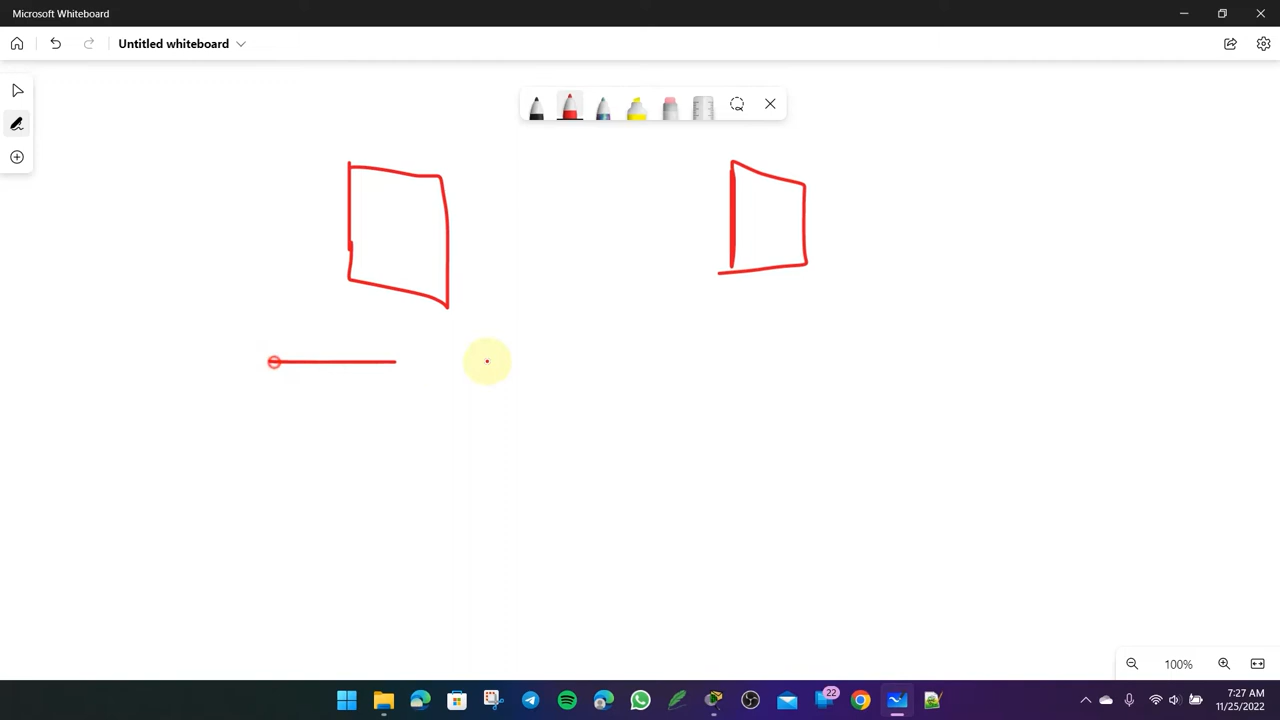 Microsoft Whiteboard
Untitled whiteboard
100%
22
7:27 AM
11/25/2022